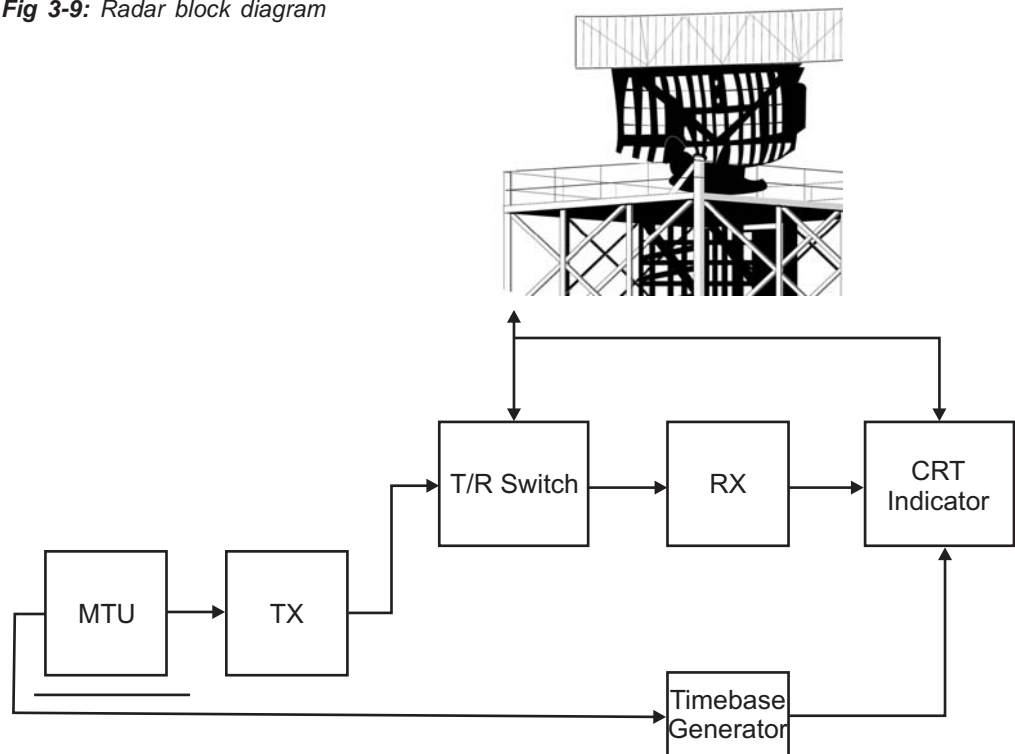 Fig 3-9: Radar block diagram
T/R Switch
RX
CRT
Indicator
MTU
TX
Timebase
Generator